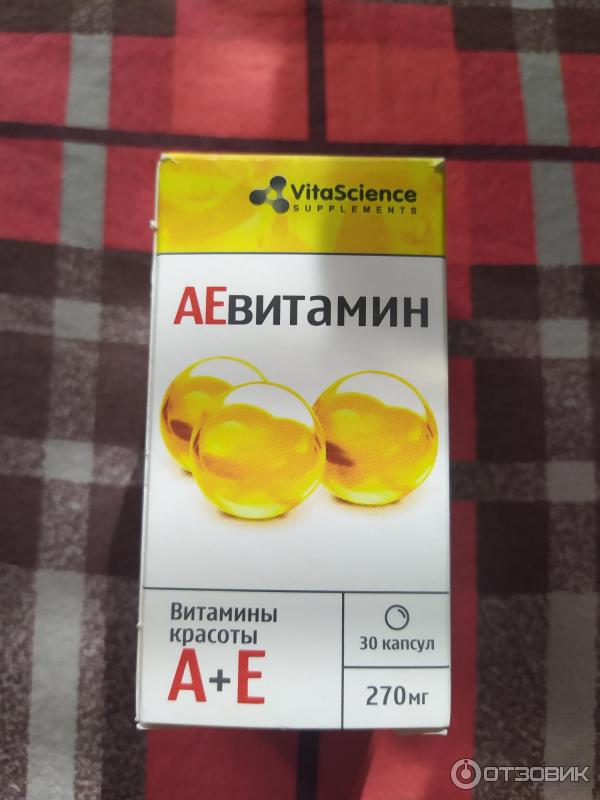 VitaScience
SUPPLEMENTS
АЕвитамин
Витамины
красоты
А+Е
30 капсул
270мг
ОТЗОВИК